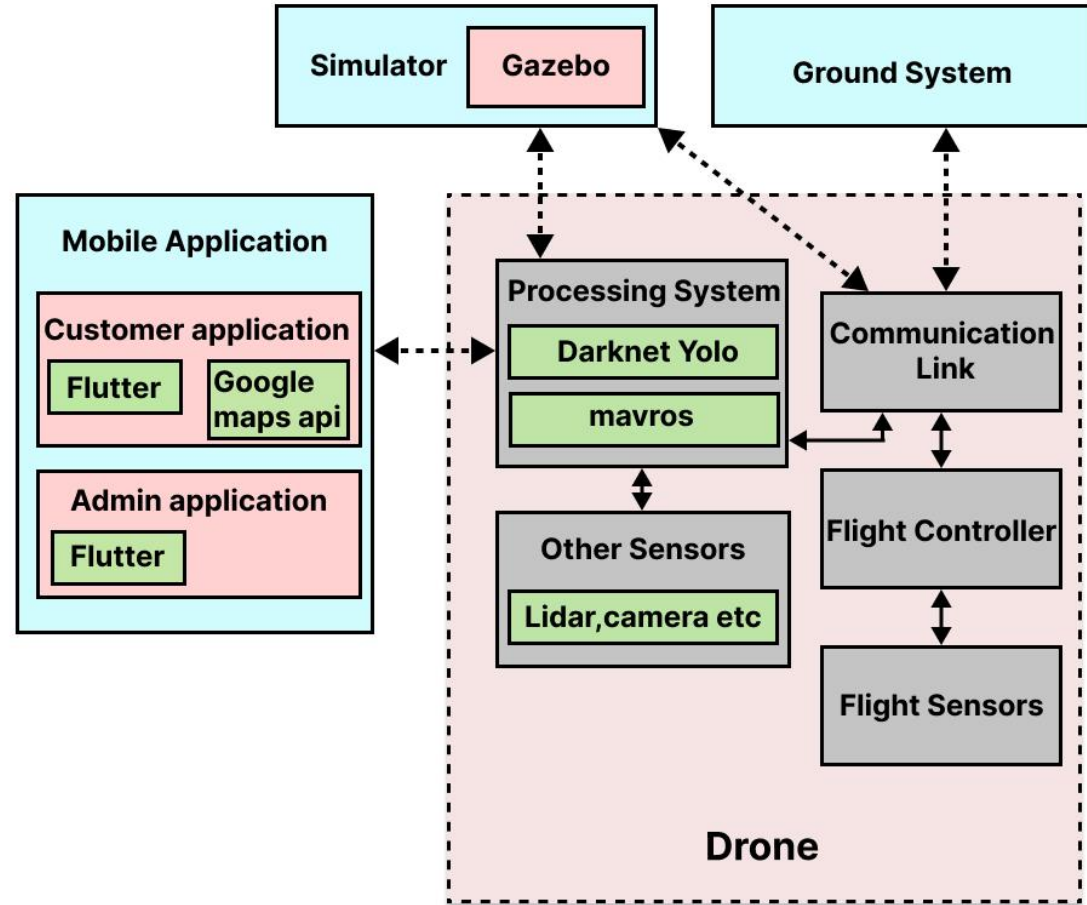 Simulator
Gazebo
Ground System
Mobile Application
Customer application
Flutter
Google
maps api
Admin application
Flutter
Processing System
Darknet Yolo
mavros
Other Sensors
Lidar,camera etc
Communication
Link
Flight Controller
Flight Sensors
Drone